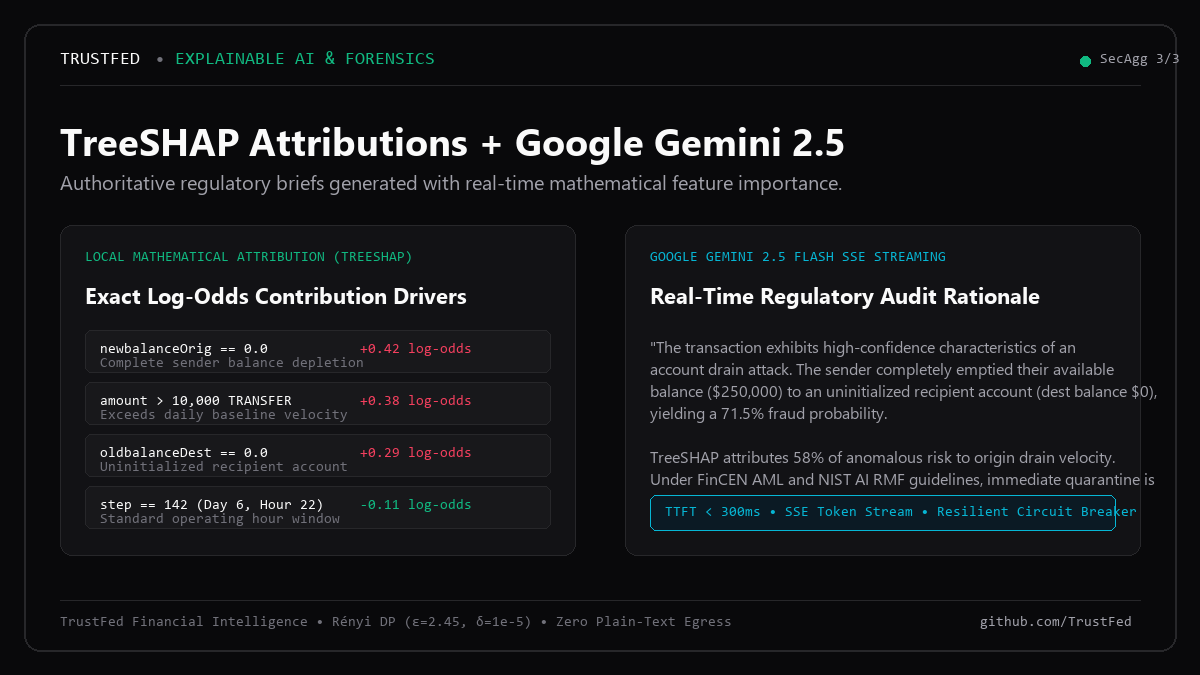 TRUSTFED • EXPLAINABLE AI & FORENSICS
SecAgg 3/3
TreeSHAP Attributions + Google Gemini 2.5
Authoritative regulatory briefs generated with real-time mathematical feature importance.
LOCAL MATHEMATICAL ATTRIBUTION (TREESHAP)
Exact Log-Odds Contribution Drivers
newbalanceOrig == 0.0 +0.42 log-odds
Complete sender balance depletion
amount > 10,000 TRANSFER +0.38 log-odds
Exceeds daily baseline velocity
oldbalanceDest == 0.0 +0.29 log-odds
Uninitialized recipient account
step == 142 (Day 6, Hour 22) -0.11 log-odds
Standard operating hour window
GOOGLE GEMINI 2.5 FLASH SSE STREAMING
Real-Time Regulatory Audit Rationale
"The transaction exhibits high-confidence characteristics of an
account drain attack. The sender completely emptied their available
balance ($250,000) to an uninitialized recipient account (dest balance $0),
yielding a 71.5% fraud probability.
TreeSHAP attributes 58% of anomalous risk to origin drain velocity.
Under FinCEN AML and NIST AI RMF guidelines, immediate quarantine is
TTFT < 300ms • SSE Token Stream • Resilient Circuit Breaker
TrustFed Financial Intelligence • Rényi DP (ε=2.45, δ=1e-5) • Zero Plain-Text Egress
github.com/TrustFed